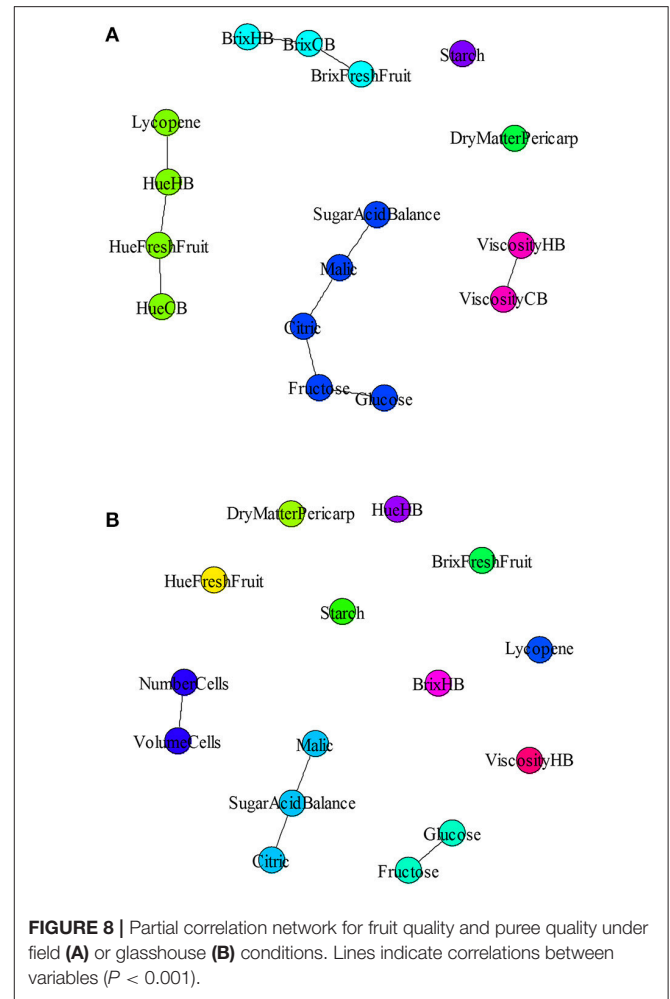 A
BrixHB
BrixCB
BrixFreshFruit
Starch
Lycopene
DryMatterPericarp
HueHB
SugarAcidBalance
HueFreshFruit
ViscosityHB
Malic
HueCB
ViscosityCB
Citric
Fructose
Glucose
B
DryMatterPericarp
HueHB
HueFreshFruit
BrixFreshFruit
Starch
Lycopene
NumberCells
BrixHB
VolumeCells
Malic
ViscosityHB
SugarAcidBalance
Glucose
Citric
Fructose
FIGURE 8 | Partial correlation network for fruit quality and puree quality under
field (A) or glasshouse (B) conditions. Lines indicate correlations between
variables (P < 0.001).